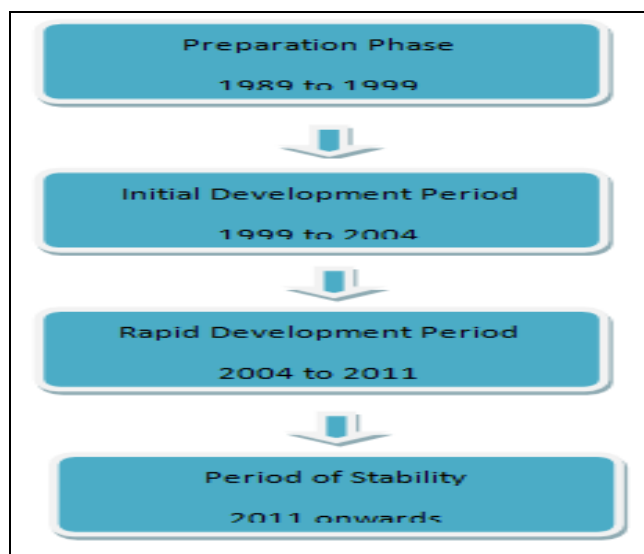 Preparation Phase
1989 to 1999
Initial Development Period
1999 to 2004
Rapid Development Period
2004 to 2011
Period of Stability
2011 onwards